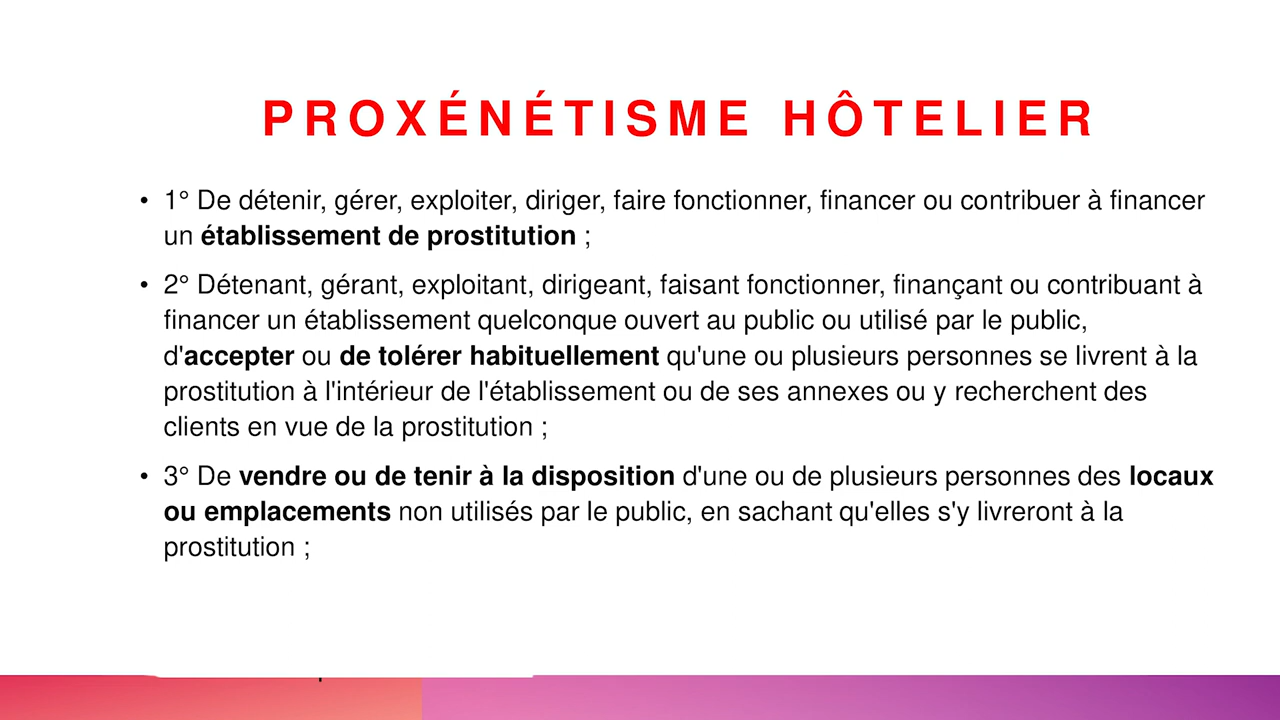 PROXÉNÉTISME HÔTELIER
• 1° De détenir, gérer, exploiter, diriger, faire fonctionner, financer ou contribuer à financer
un établissement de prostitution ;
• 2° Détenant, gérant, exploitant, dirigeant, faisant fonctionner, finançant ou contribuant à
financer un établissement quelconque ouvert au public ou utilisé par le public,
d'accepter ou de tolérer habituellement qu'une ou plusieurs personnes se livrent à la
prostitution à l'intérieur de l'établissement ou de ses annexes ou y recherchent des
clients en vue de la prostitution ;
• 3° De vendre ou de tenir à la disposition d'une ou de plusieurs personnes des locaux
ou emplacements non utilisés par le public, en sachant qu'elles s'y livreront à la
prostitution ;